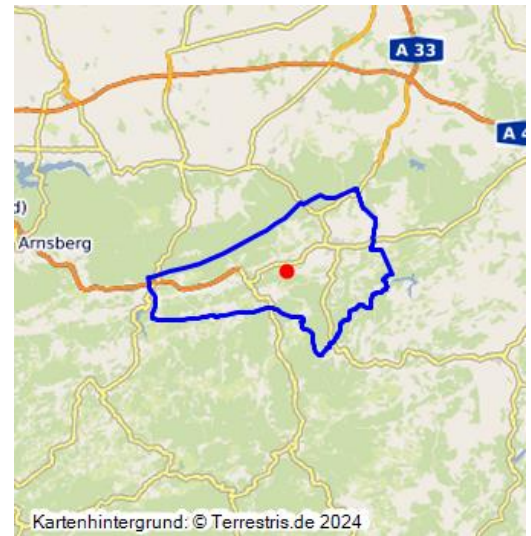 A 33
A 4
d)
Arnsberg
Kartenhintergrund: © Terrestris.de 2024